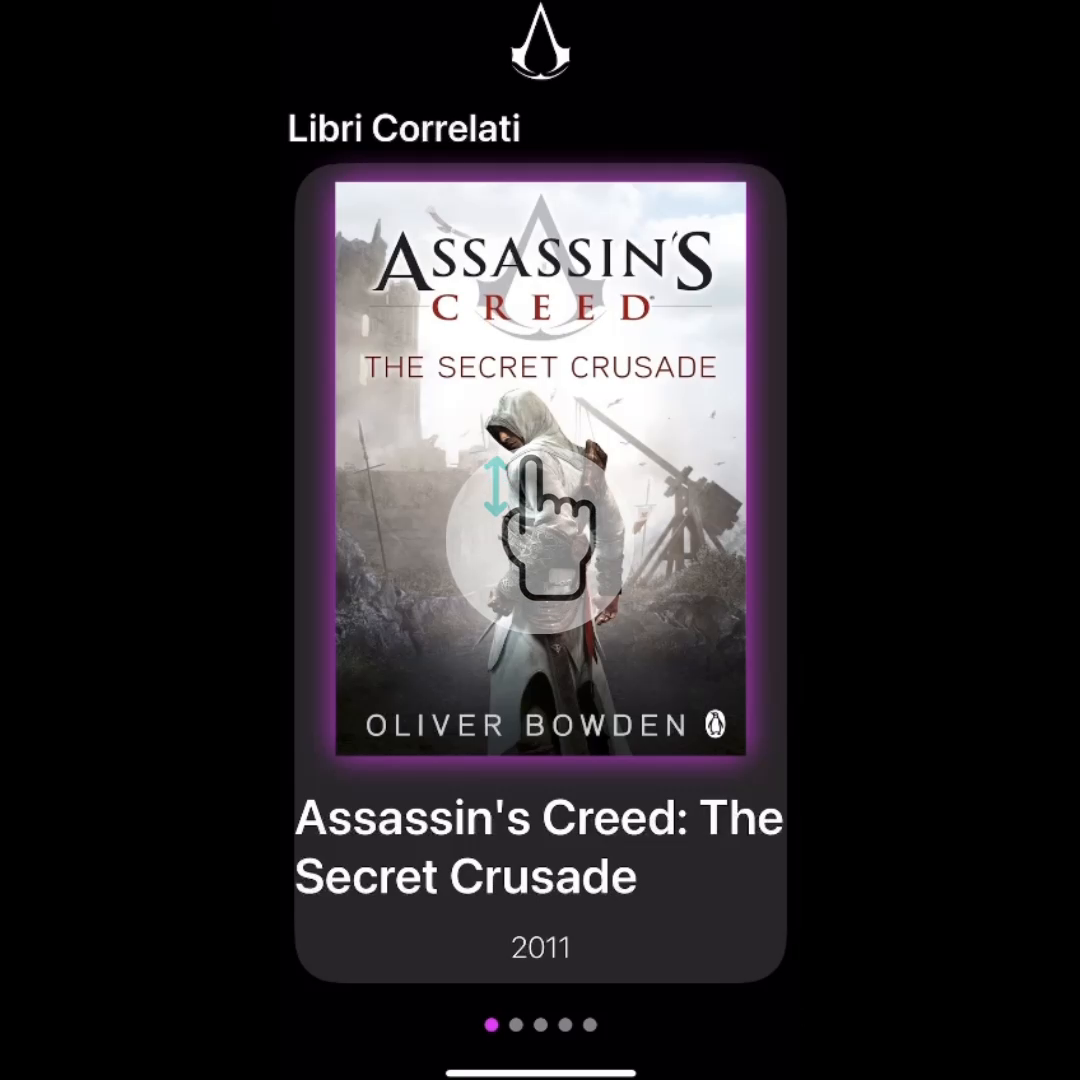 Libri Correlati
ASSASSIN'S
CREED
THE SECRET CRUSADE
OLIVER BOWDEN
Assassin's Creed: The
Secret Crusade
2011